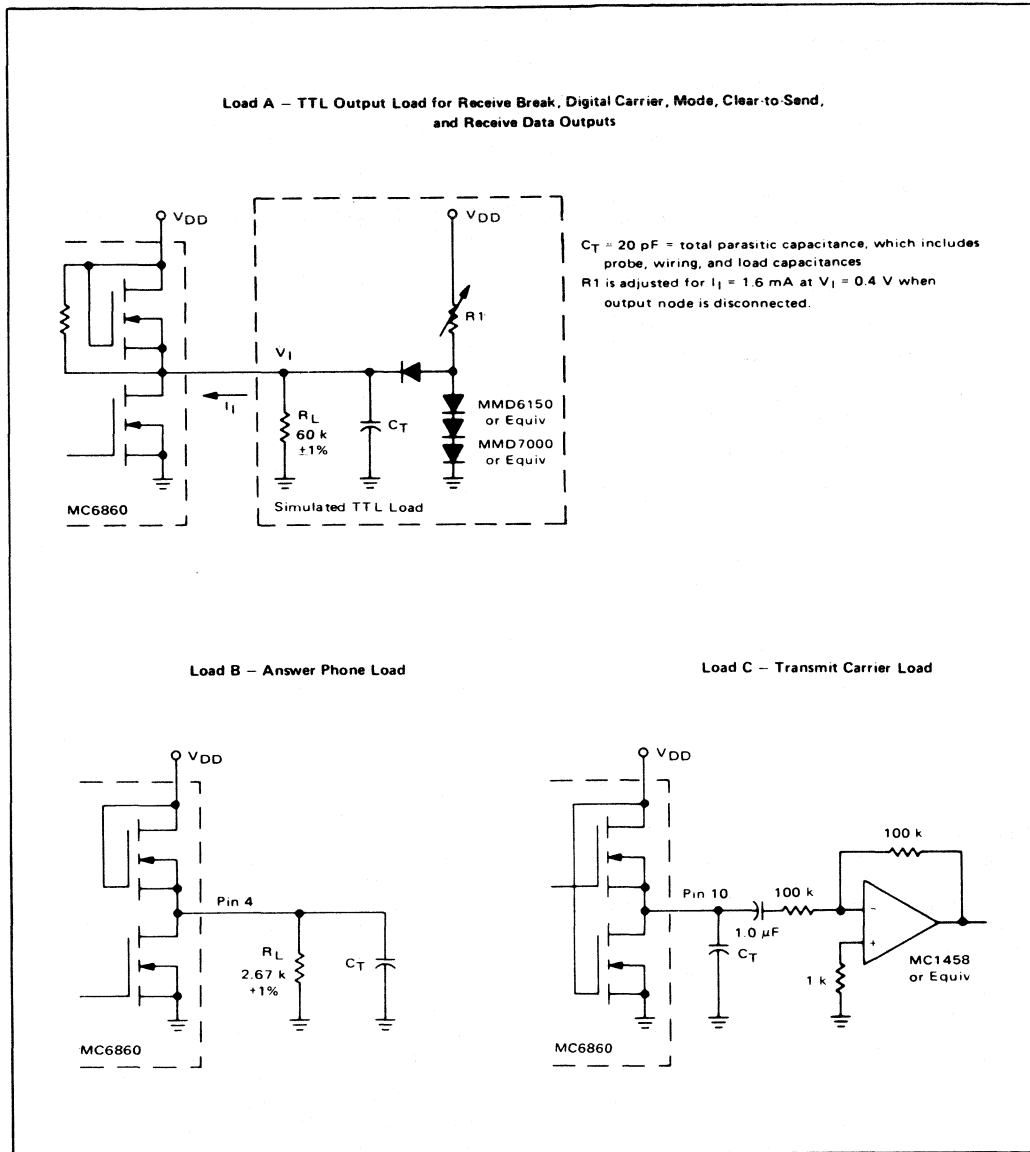 Load A – TTL Output Load for Receive Break, Digital Carrier, Mode, Clear-to-Send,
and Receive Data Outputs
VDD
VDD
CT = 20 pF = total parasitic capacitance, which includes
probe, wiring, and load capacitances
R1 is adjusted for II = 1.6 mA at VI = 0.4 V when
output node is disconnected.
R1
VI
II
RL
60 k
±1%
CT
MMD6150
or Equiv
MMD7000
or Equiv
MC6860
Simulated TTL Load
Load B – Answer Phone Load
Load C – Transmit Carrier Load
VDD
Pin 4
RL
2.67 k
+1%
CT
MC6860
VDD
100 k
Pin 10
100 k
1.0 μF
CT
-
+
1 k
MC1458
or Equiv
MC6860